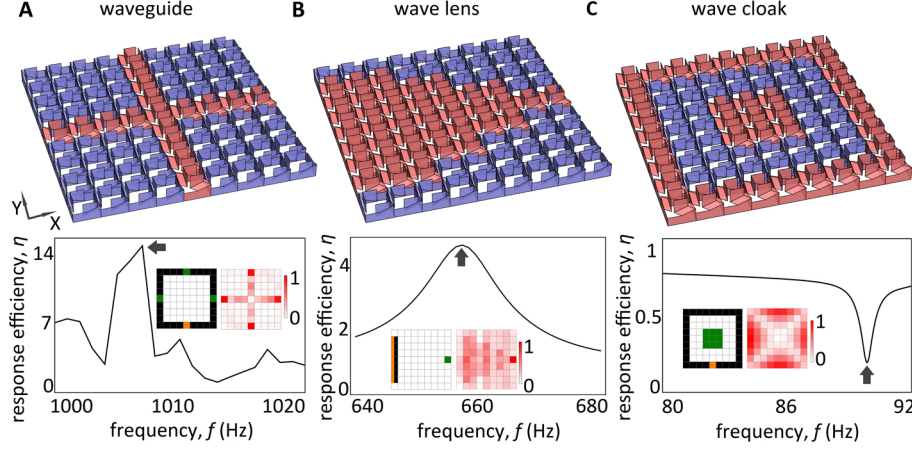 A waveguide
B wave lens
C wave cloak
Y
X
response efficiency, η
14
7
0
1
0
1000 1010 1020
frequency, f (Hz)
response efficiency, η
4
2
0
1
0
640 660 680
frequency, f (Hz)
response efficiency, η
1
0.5
0
1
0
80 86 92
frequency, f (Hz)